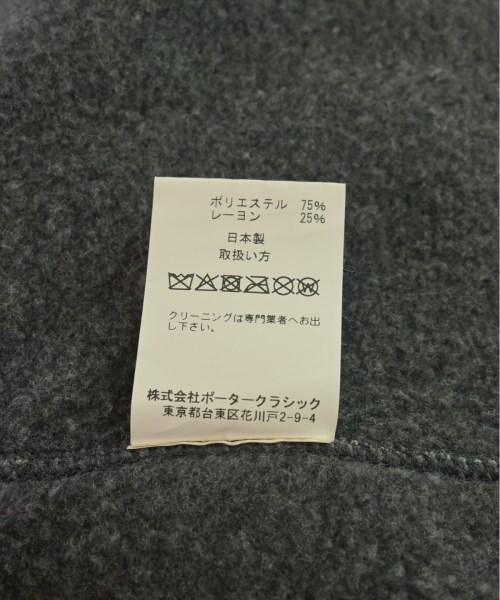 ポリエステル 75%
レーヨン 25%
日本製
取扱い方
クリーニングは専門業者へお出
し下さい。
株式会社ポータークラシック
東京都台東区花川戸2-9-4